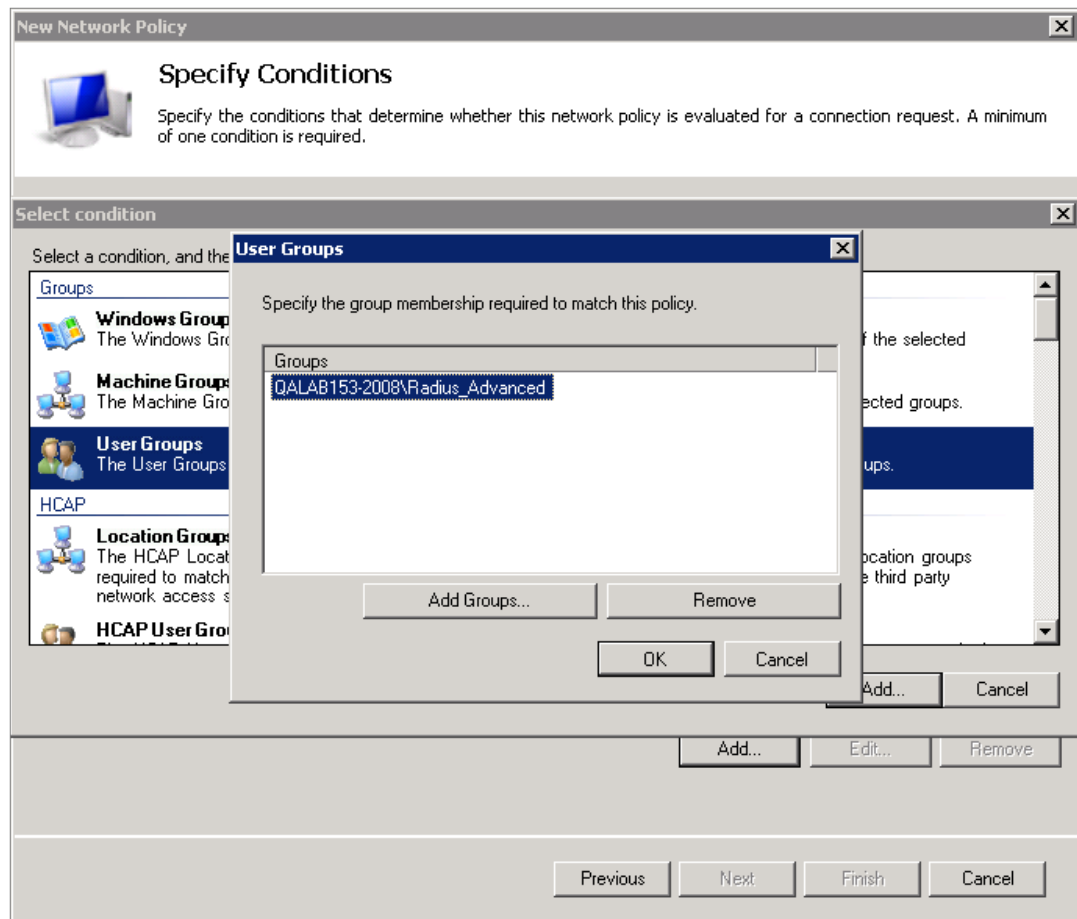 New Network Policy
Specify Conditions
Specify the conditions that determine whether this network policy is evaluated for a connection request. A minimum
of one condition is required.
Select condition
Select a condition, and the
User Groups
Specify the group membership required to match this policy.
Groups
QALAB153-2008\Radius_Advanced
Add Groups...
Remove
OK
Cancel
Groups
Windows Group
The Windows Gro
f the selected
Machine Groups
The Machine Gro
ected groups.
User Groups
The User Groups
ups.
HCAP
Location Groups
The HCAP Locat
ocation groups
required to match
e third party
network access s
HCAP User Grou
Add...
Cancel
Add...
Edit...
Remove
Previous
Next
Finish
Cancel